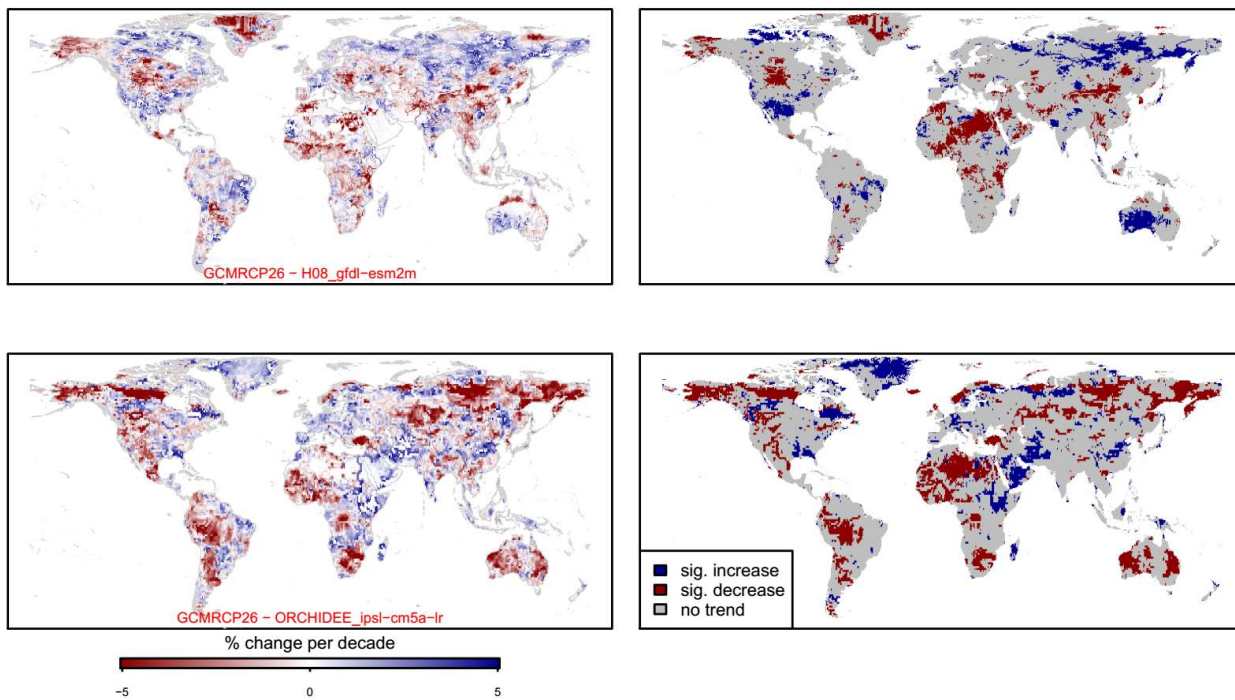 GCMRCP26 − H08_gfdl−esm2m
sig. increase
sig. decrease
no trend
GCMRCP26 − ORCHIDEE_ipsl−cm5a−lr
% change per decade
−5
0
5